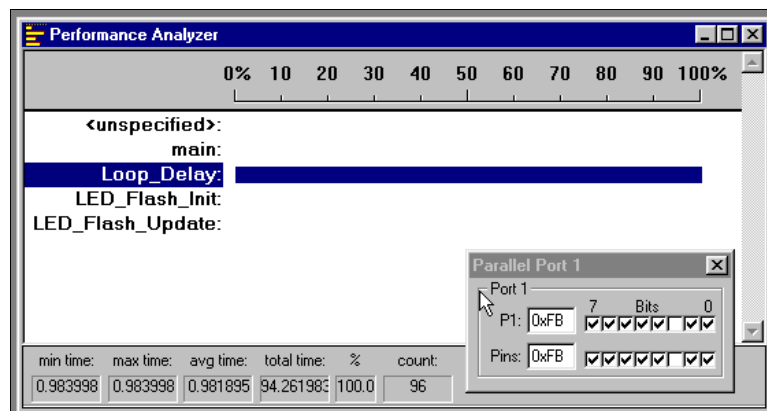 Performance Analyzer
0% 10 20 30 40 50 60 70 80 90 100%
<unspecified>:
main:
Loop_Delay:
LED_Flash_Init:
LED_Flash_Update:
Parallel Port 1
Port 1
7 Bits 0
P1: 0xFB
Pins: 0xFB
min time: max time: avg time: total time: % count:
0.983998 0.983998 0.981895 94.261983 100.0 96